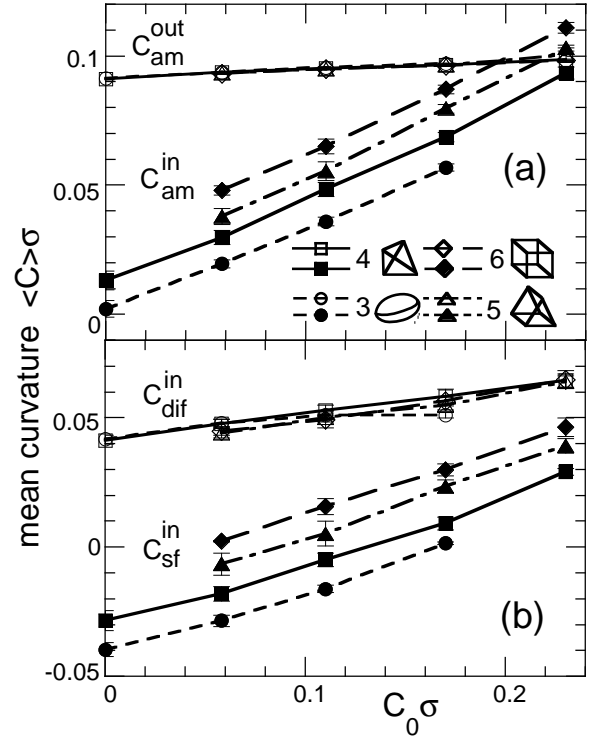 0.1
C_am^out
C_am^in
0.05
(a)
4
6
3
5
0
mean curvature <C>σ
C_dif^in
0.05
C_sf^in
0
(b)
-0.05
0
0.1
0.2
C_0 σ